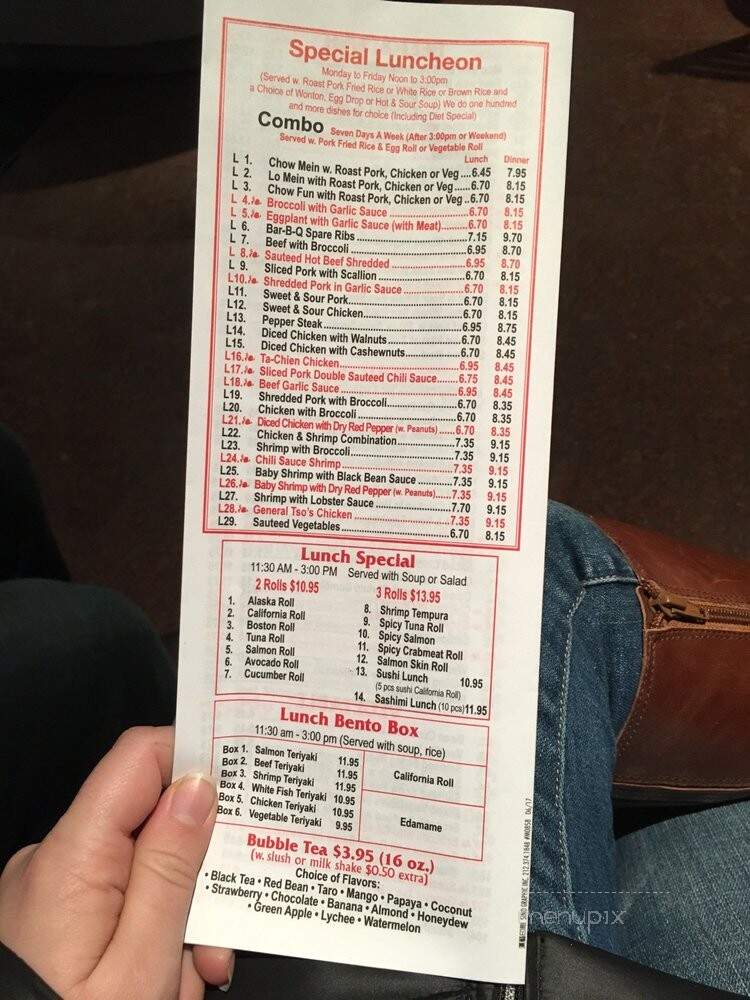 Special Luncheon
Monday to Friday Noon to 3:00pm
(Served w. Roast Pork Fried Rice or White Rice or Brown Rice and
a Choice of Wonton, Egg Drop or Hot & Sour Soup) We do one hundred
and more dishes for choice (Including Diet Special)
Combo Seven Days A Week (After 3:00pm or Weekend)
Served w. Pork Fried Rice & Egg Roll or Vegetable Roll
Lunch Dinner
L 1. Chow Mein w. Roast Pork, Chicken or Veg ....6.45 7.95
L 2. Lo Mein with Roast Pork, Chicken or Veg......6.70 8.15
L 3. Chow Fun with Roast Pork, Chicken or Veg ..6.70 8.15
L 4. Broccoli with Garlic Sauce ..........6.70 8.15
L 5. Eggplant with Garlic Sauce (with Meat)........6.70 8.15
L 6. Bar-B-Q Spare Ribs ..........7.15 9.70
L 7. Beef with Broccoli ..........6.95 8.70
L 8. Sauteed Hot Beef Shredded ..........6.95 8.70
L 9. Sliced Pork with Scallion ..........6.70 8.15
L10. Shredded Pork in Garlic Sauce ..........6.70 8.15
L11. Sweet & Sour Pork..........6.70 8.15
L12. Sweet & Sour Chicken..........6.70 8.15
L13. Pepper Steak..........6.95 8.75
L14. Diced Chicken with Walnuts..........6.70 8.45
L15. Diced Chicken with Cashewnuts..........6.70 8.45
L16. Ta-Chien Chicken..........6.95 8.45
L17. Sliced Pork Double Sauteed Chili Sauce......6.75 8.45
L18. Beef Garlic Sauce ..........6.95 8.45
L19. Shredded Pork with Broccoli..........6.70 8.35
L20. Chicken with Broccoli..........6.70 8.35
L21. Diced Chicken with Dry Red Pepper (w. Peanuts) ......6.70 8.35
L22. Chicken & Shrimp Combination..........7.35 9.15
L23. Shrimp with Broccoli..........7.35 9.15
L24. Chili Sauce Shrimp..........7.35 9.15
L25. Baby Shrimp with Black Bean Sauce ..........7.35 9.15
L26. Baby Shrimp with Dry Red Pepper (w. Peanuts)......7.35 9.15
L27. Shrimp with Lobster Sauce ..........7.70 9.15
L28. General Tso's Chicken ..........7.35 9.15
L29. Sauteed Vegetables..........6.70 8.15
Lunch Special
11:30 AM - 3:00 PM Served with Soup or Salad
2 Rolls $10.95
1. Alaska Roll
2. California Roll
3. Boston Roll
4. Tuna Roll
5. Salmon Roll
6. Avocado Roll
7. Cucumber Roll
3 Rolls $13.95
8. Shrimp Tempura
9. Spicy Tuna Roll
10. Spicy Salmon
11. Spicy Crabmeat Roll
12. Salmon Skin Roll
13. Sushi Lunch 10.95
(5 pcs sushi California Roll)
14. Sashimi Lunch (10 pcs) 11.95
Lunch Bento Box
11:30 am - 3:00 pm (Served with soup, rice)
Box 1. Salmon Teriyaki 11.95
Box 2. Beef Teriyaki 11.95
Box 3. Shrimp Teriyaki 11.95
Box 4. White Fish Teriyaki 10.95
Box 5. Chicken Teriyaki 10.95
Box 6. Vegetable Teriyaki 9.95
California Roll
Edamame
Bubble Tea $3.95 (16 oz.)
(w. slush or milk shake $0.50 extra)
Choice of Flavors:
• Black Tea • Red Bean • Taro • Mango • Papaya • Coconut
• Strawberry • Chocolate • Banana • Almond • Honeydew
• Green Apple • Lychee • Watermelon
SINO GRAPHIC INC. 212.374.1848 #M0858 06/17
menupix